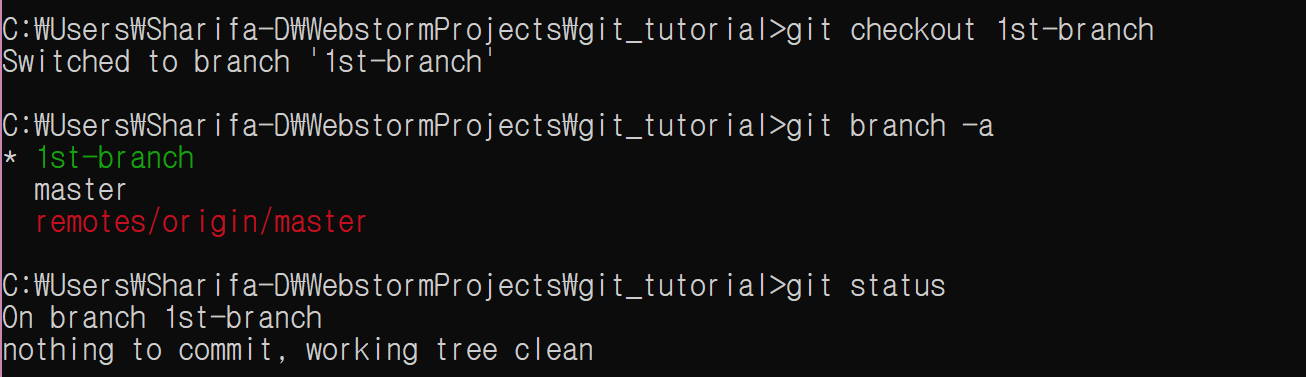 C:₩Users₩Sharifa-D₩WebstormProjects₩git_tutorial>git checkout 1st-branch
Switched to branch '1st-branch'
C:₩Users₩Sharifa-D₩WebstormProjects₩git_tutorial>git branch -a
* 1st-branch
master
remotes/origin/master
C:₩Users₩Sharifa-D₩WebstormProjects₩git_tutorial>git status
On branch 1st-branch
nothing to commit, working tree clean